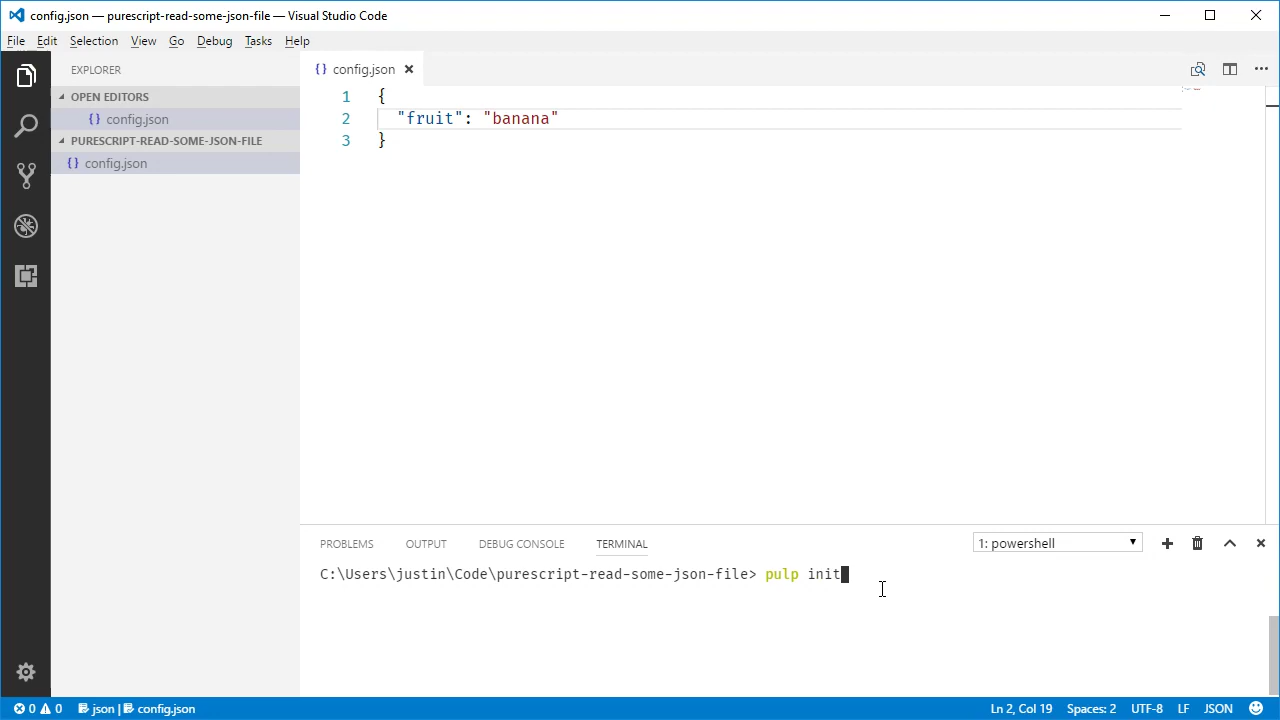 config.json — purescript-read-some-json-file — Visual Studio Code
File Edit Selection View Go Debug Tasks Help
EXPLORER
OPEN EDITORS
{} config.json
PURESCRIPT-READ-SOME-JSON-FILE
{} config.json
{} config.json
1 {
2 "fruit": "banana"
3 }
PROBLEMS OUTPUT DEBUG CONSOLE TERMINAL
1: powershell
C:\Users\justin\Code\purescript-read-some-json-file> pulp init
0 0 json | config.json
Ln 2, Col 19 Spaces: 2 UTF-8 LF JSON